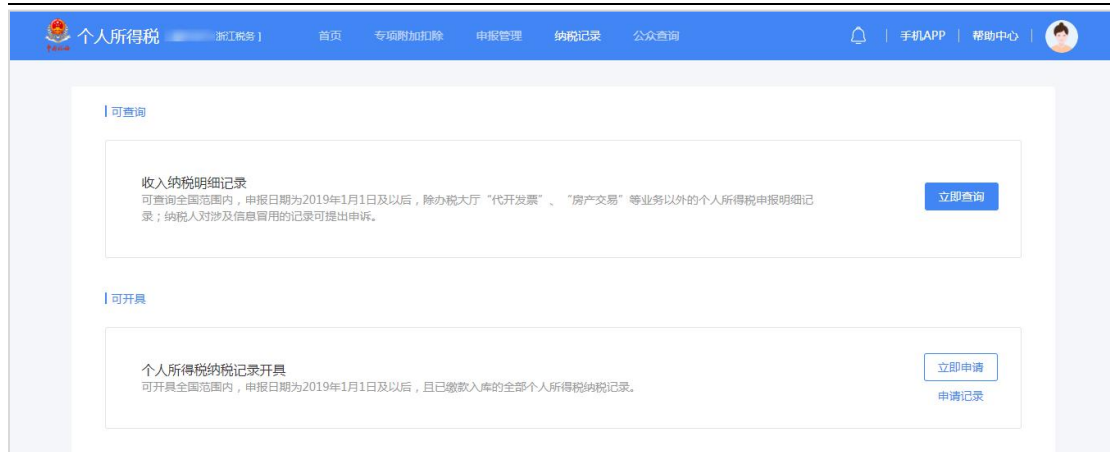 个人所得税
浙江税务 ]
首页
专项附加扣除
申报管理
纳税记录
公众查询
手机APP
帮助中心
可查询
收入纳税明细记录
可查询全国范围内，申报日期为2019年1月1日及以后，除办税大厅“代开发票”、“房产交易”等业务以外的个人所得税申报明细记
录；纳税人对涉及信息冒用的记录可提出申诉。
立即查询
可开具
个人所得税纳税记录开具
可开具全国范围内，申报日期为2019年1月1日及以后，且已缴款入库的全部个人所得税纳税记录。
立即申请
申请记录